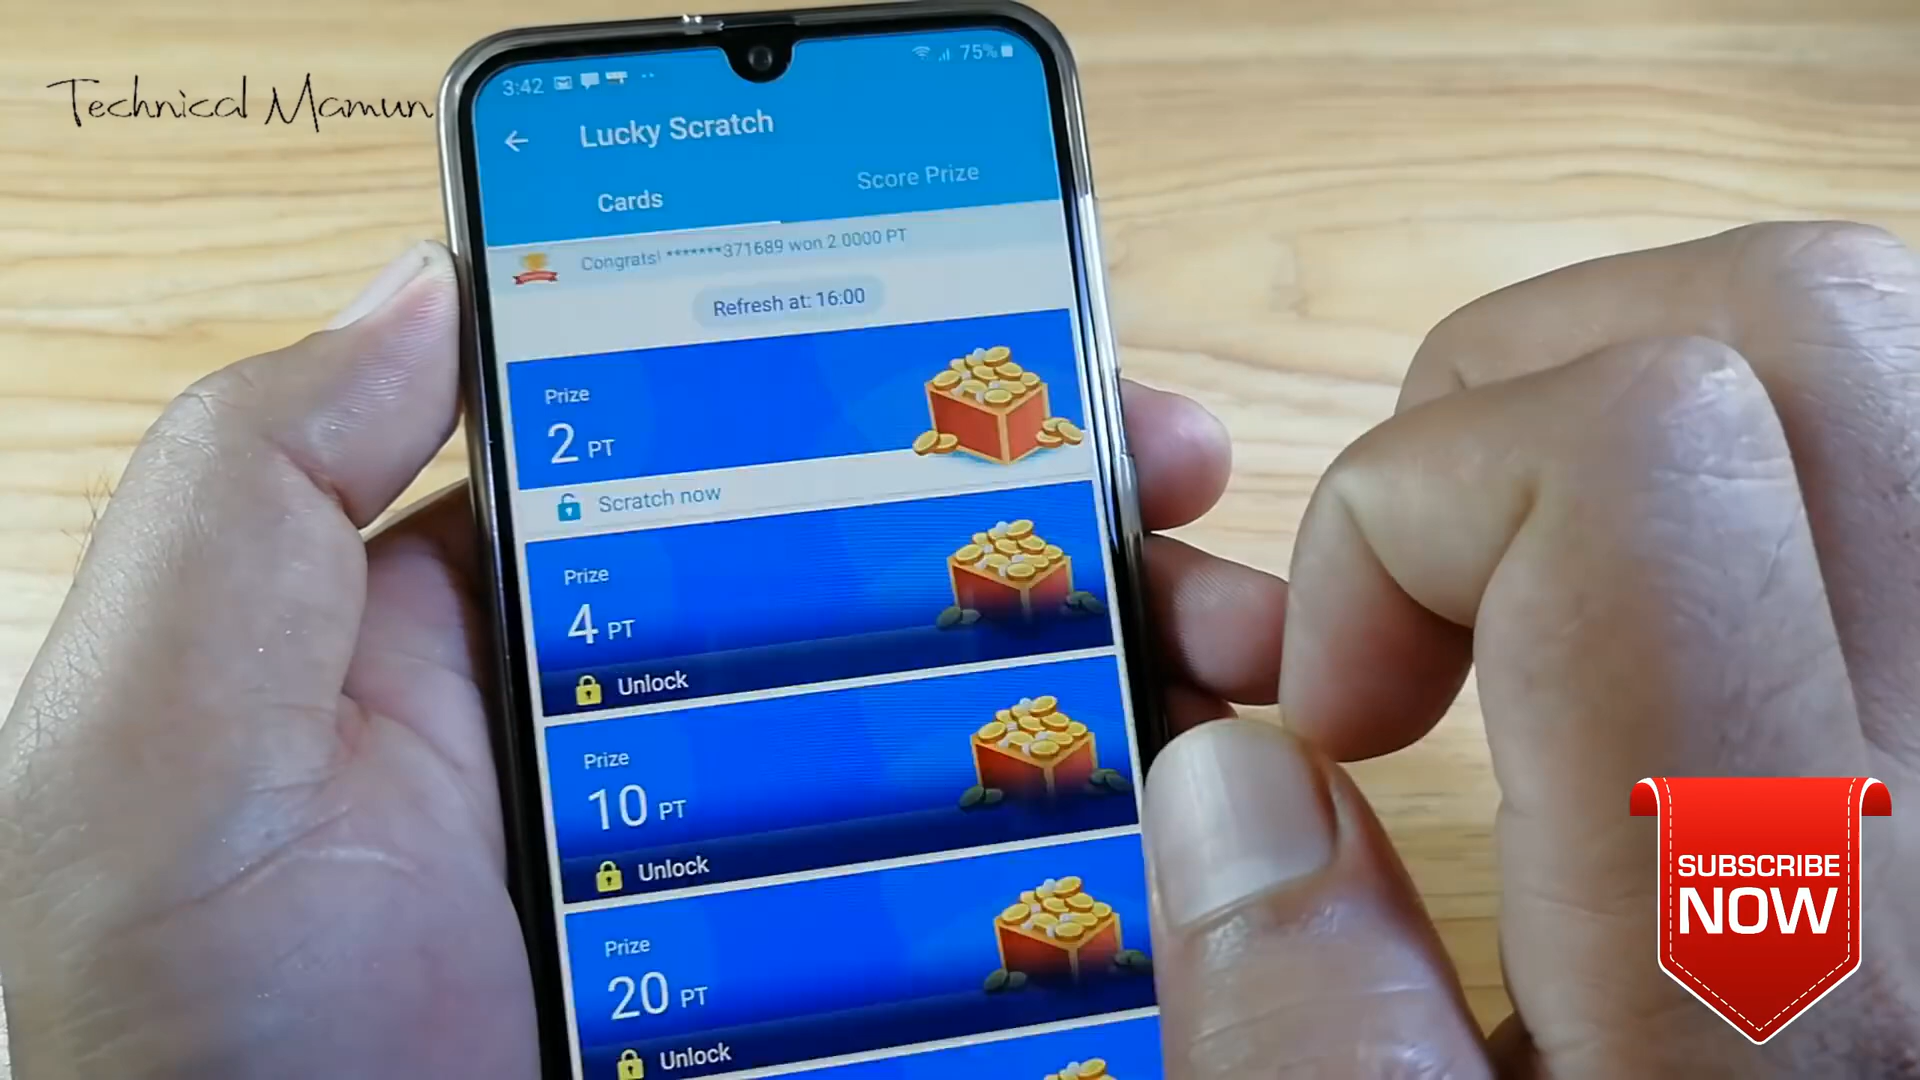 Technical Mamun
3:42
75%
Lucky Scratch
Cards
Score Prize
Congrats! *******371689 won 2.0000 PT
Refresh at: 16:00
Prize
2 PT
Scratch now
Prize
4 PT
Unlock
Prize
10 PT
Unlock
Prize
20 PT
Unlock
SUBSCRIBE
NOW